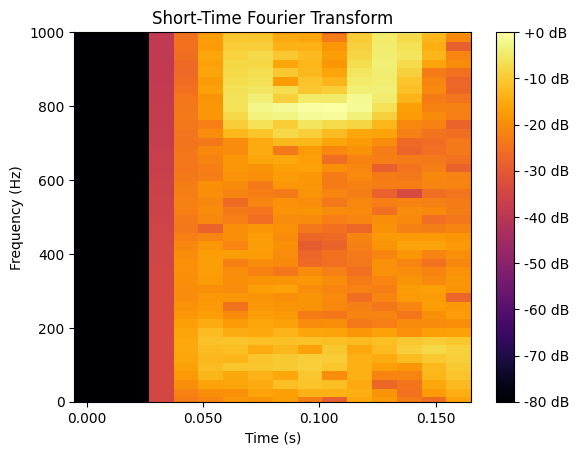 Short-Time Fourier Transform
1000
800
600
400
200
0
Frequency (Hz)
0.000
0.050
0.100
0.150
Time (s)
+0 dB
-10 dB
-20 dB
-30 dB
-40 dB
-50 dB
-60 dB
-70 dB
-80 dB